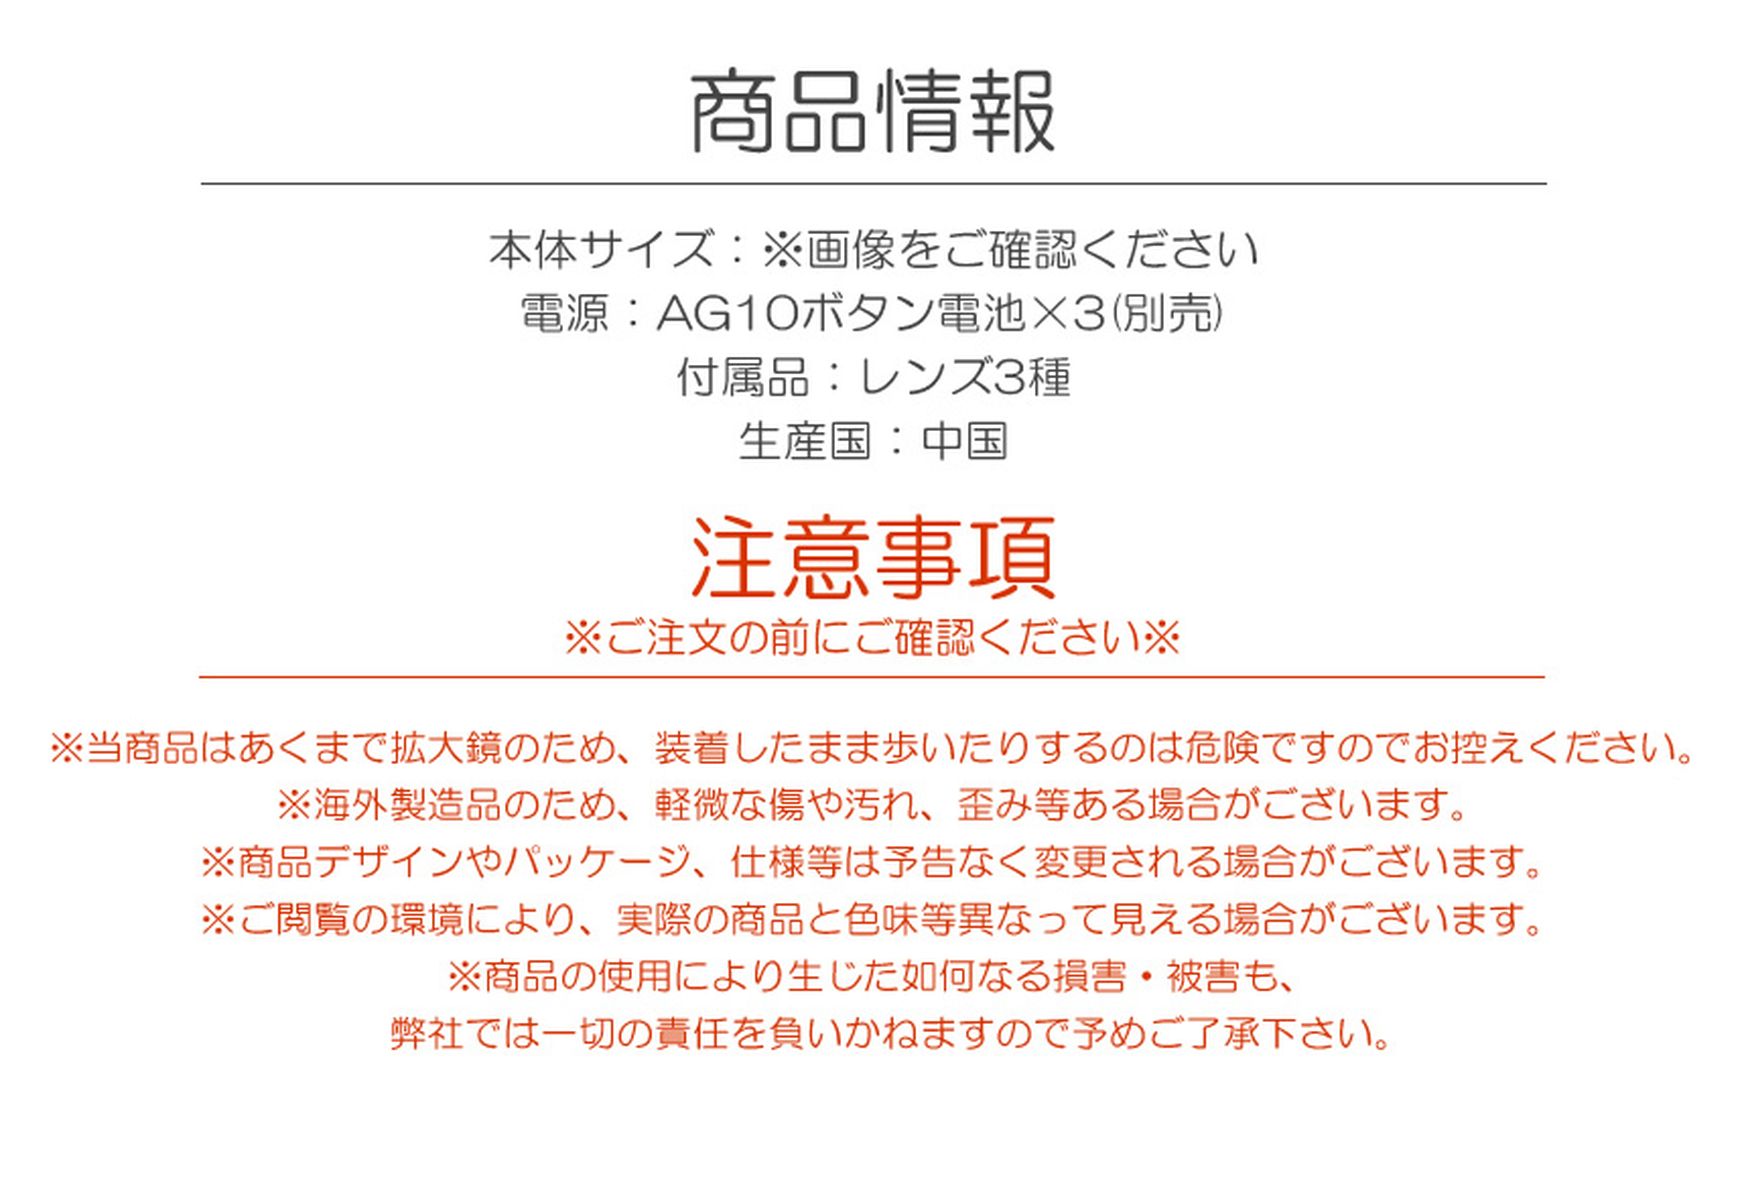 商品情報
本体サイズ：※画像をご確認ください
電源：AG10ボタン電池×3(別売)
付属品：レンズ3種
生産国：中国
注意事項
※ご注文の前にご確認ください※
※当商品はあくまで拡大鏡のため、装着したまま歩いたりするのは危険ですのでお控えください。
※海外製造品のため、軽微な傷や汚れ、歪み等ある場合がございます。
※商品デザインやパッケージ、仕様等は予告なく変更される場合がございます。
※ご閲覧の環境により、実際の商品と色味等異なって見える場合がございます。
※商品の使用により生じた如何なる損害・被害も、
弊社では一切の責任を負いかねますので予めご了承下さい。